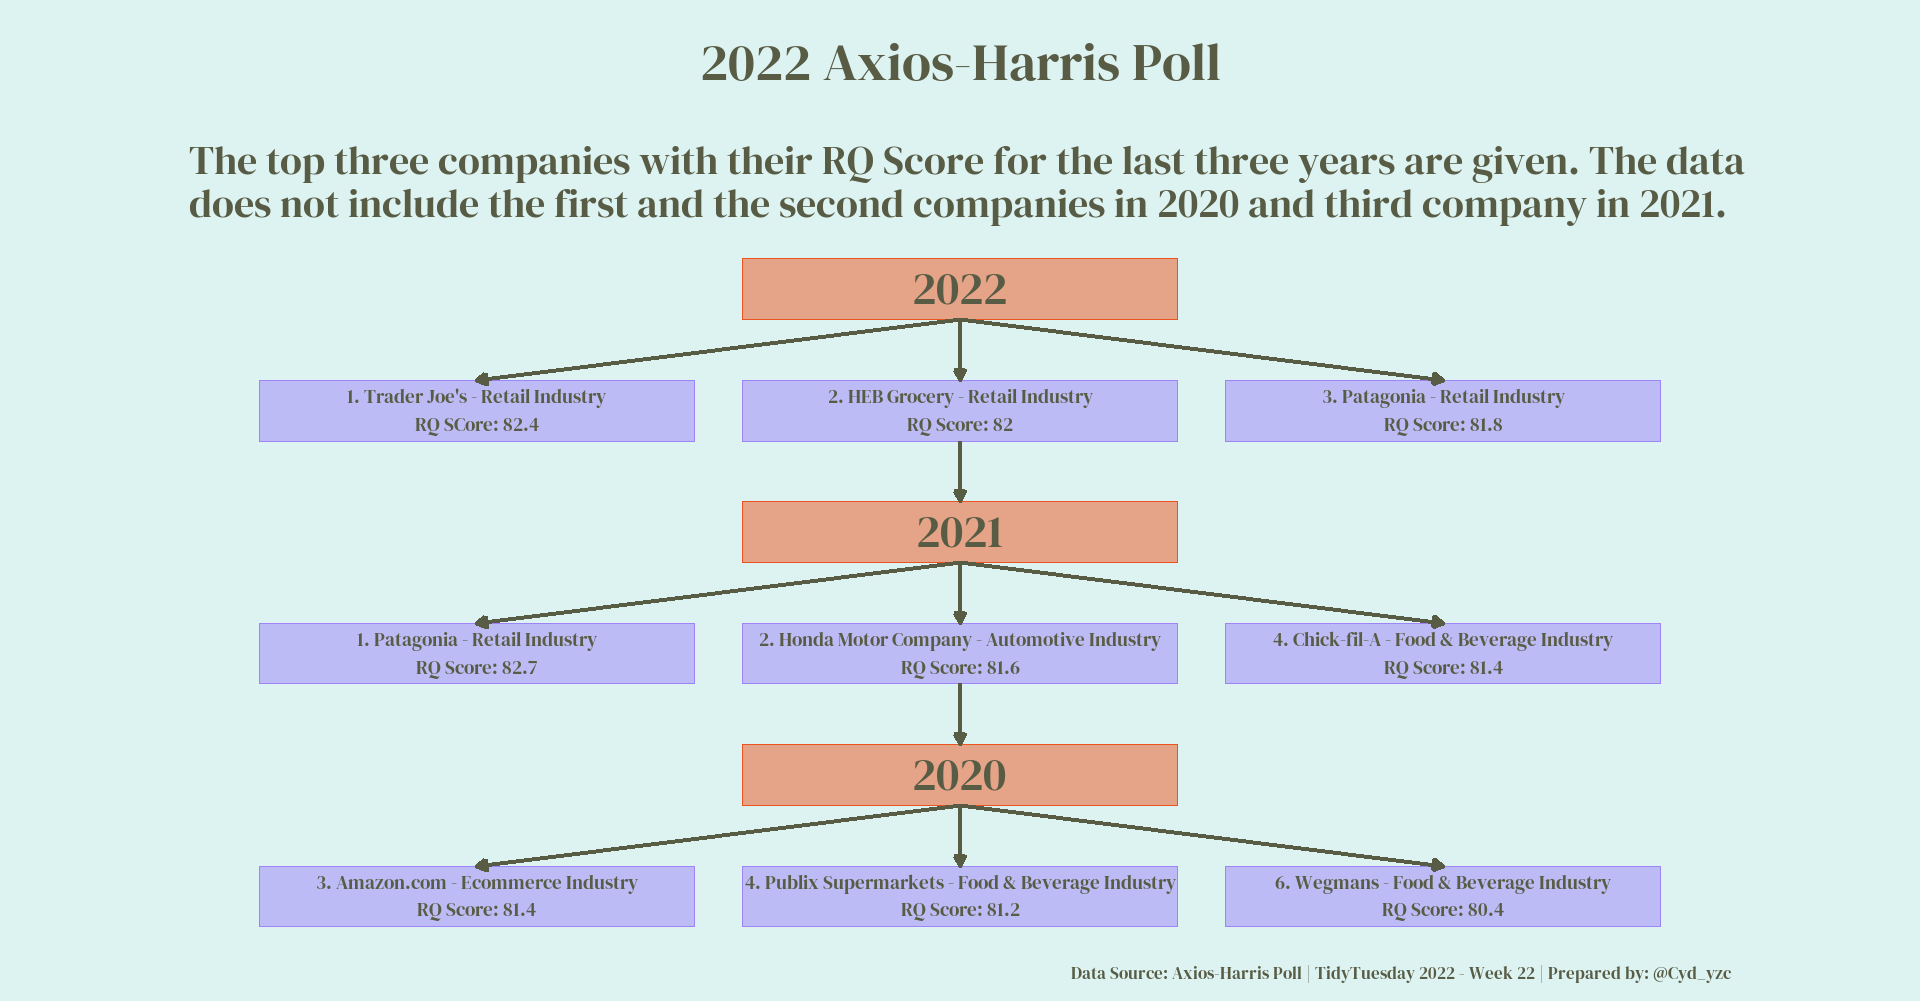 2022 Axios-Harris Poll
The top three companies with their RQ Score for the last three years are given. The data
does not include the first and the second companies in 2020 and third company in 2021.
2022
1. Trader Joe's - Retail Industry
RQ SCore: 82.4
2. HEB Grocery - Retail Industry
RQ Score: 82
3. Patagonia - Retail Industry
RQ Score: 81.8
2021
1. Patagonia - Retail Industry
RQ Score: 82.7
2. Honda Motor Company - Automotive Industry
RQ Score: 81.6
4. Chick-fil-A - Food & Beverage Industry
RQ Score: 81.4
2020
3. Amazon.com - Ecommerce Industry
RQ Score: 81.4
4. Publix Supermarkets - Food & Beverage Industry
RQ Score: 81.2
6. Wegmans - Food & Beverage Industry
RQ Score: 80.4
Data Source: Axios-Harris Poll | TidyTuesday 2022 - Week 22 | Prepared by: @Cyd_yzc